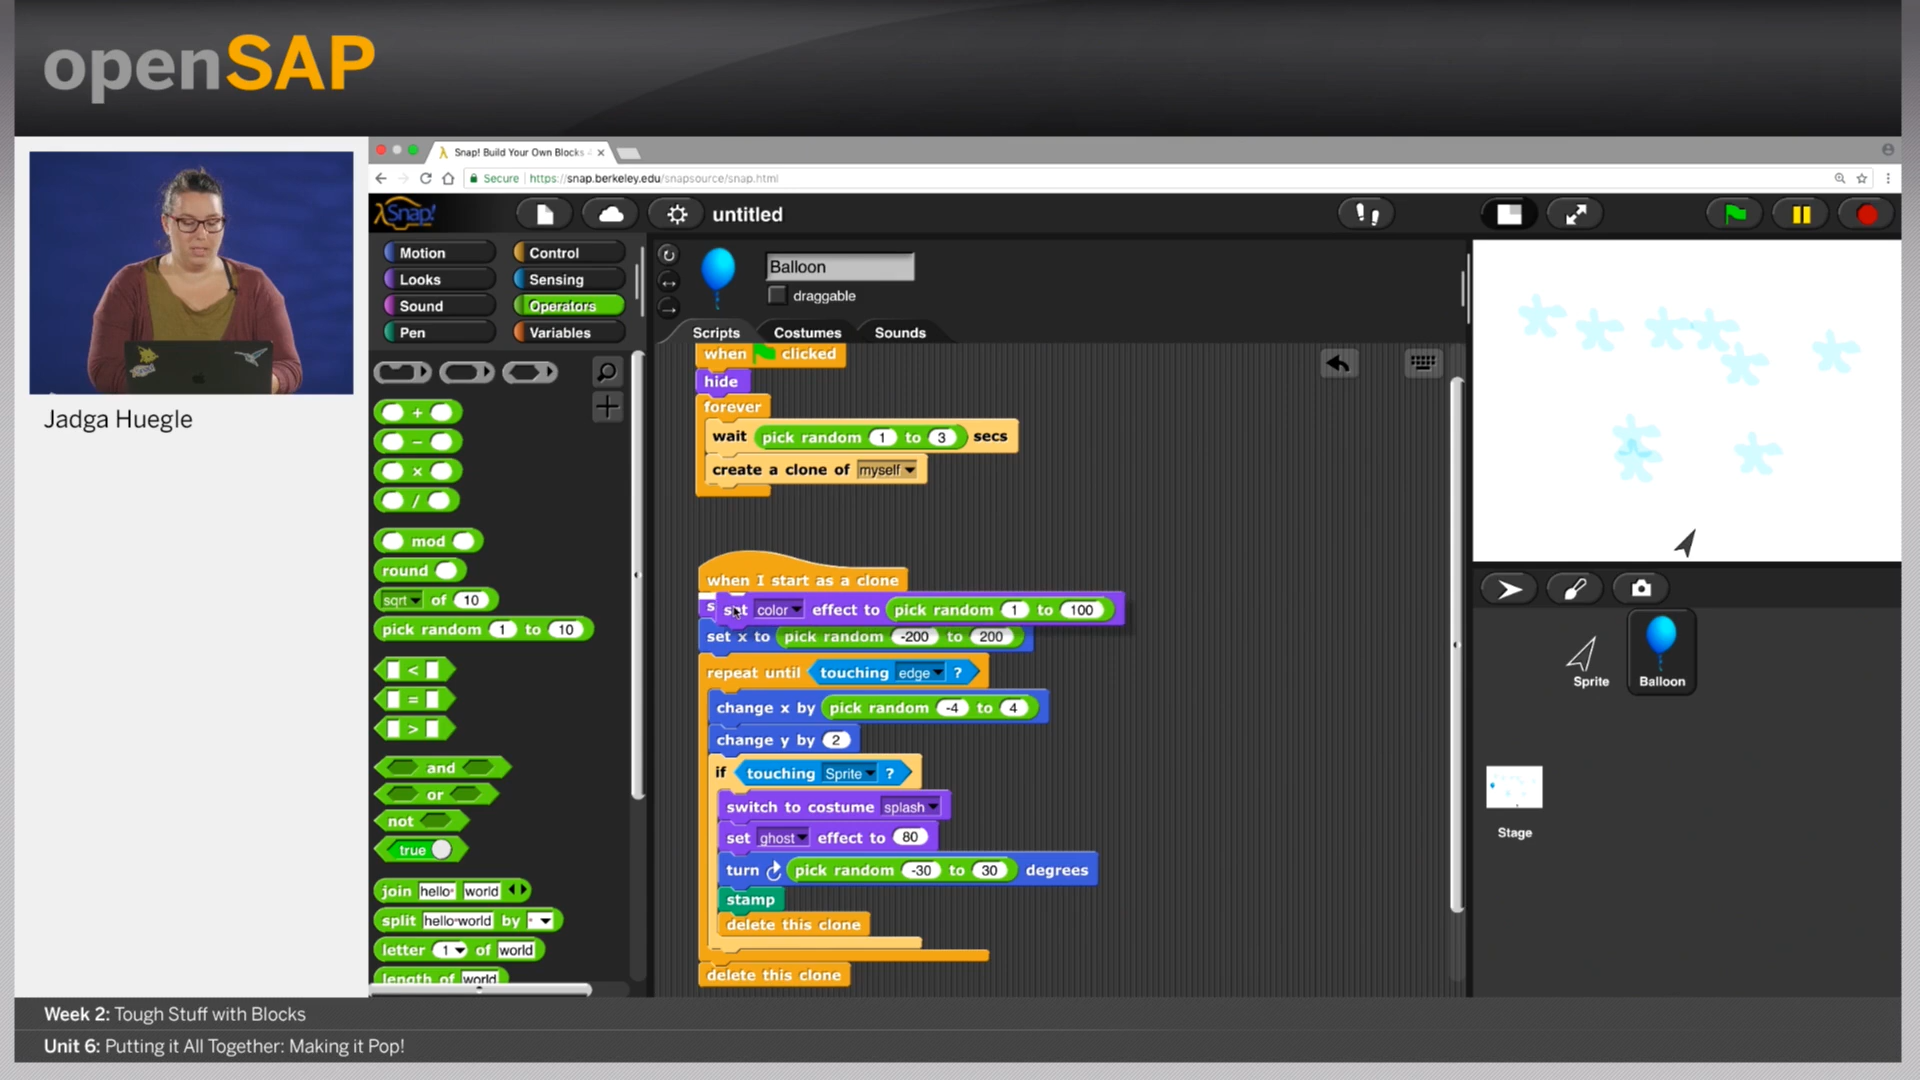 openSAP
Jadga Huegle
Snap! Build Your Own Blocks
Secure | https://snap.berkeley.edu/snapsource/snap.html
Snap!
untitled
Motion
Control
Looks
Sensing
Sound
Operators
Pen
Variables
Balloon
draggable
Scripts
Costumes
Sounds
+
−
×
/
mod
round
sqrt of 10
pick random 1 to 10
<
=
>
and
or
not
true
join hello world
split hello world by
letter 1 of world
length of world
when clicked
hide
forever
wait pick random 1 to 3 secs
create a clone of myself
when I start as a clone
set color effect to pick random 1 to 100
set x to pick random -200 to 200
repeat until touching edge ?
change x by pick random -4 to 4
change y by 2
if touching Sprite ?
switch to costume splash
set ghost effect to 80
turn pick random -30 to 30 degrees
stamp
delete this clone
delete this clone
Sprite
Balloon
Stage
Week 2: Tough Stuff with Blocks
Unit 6: Putting it All Together: Making it Pop!